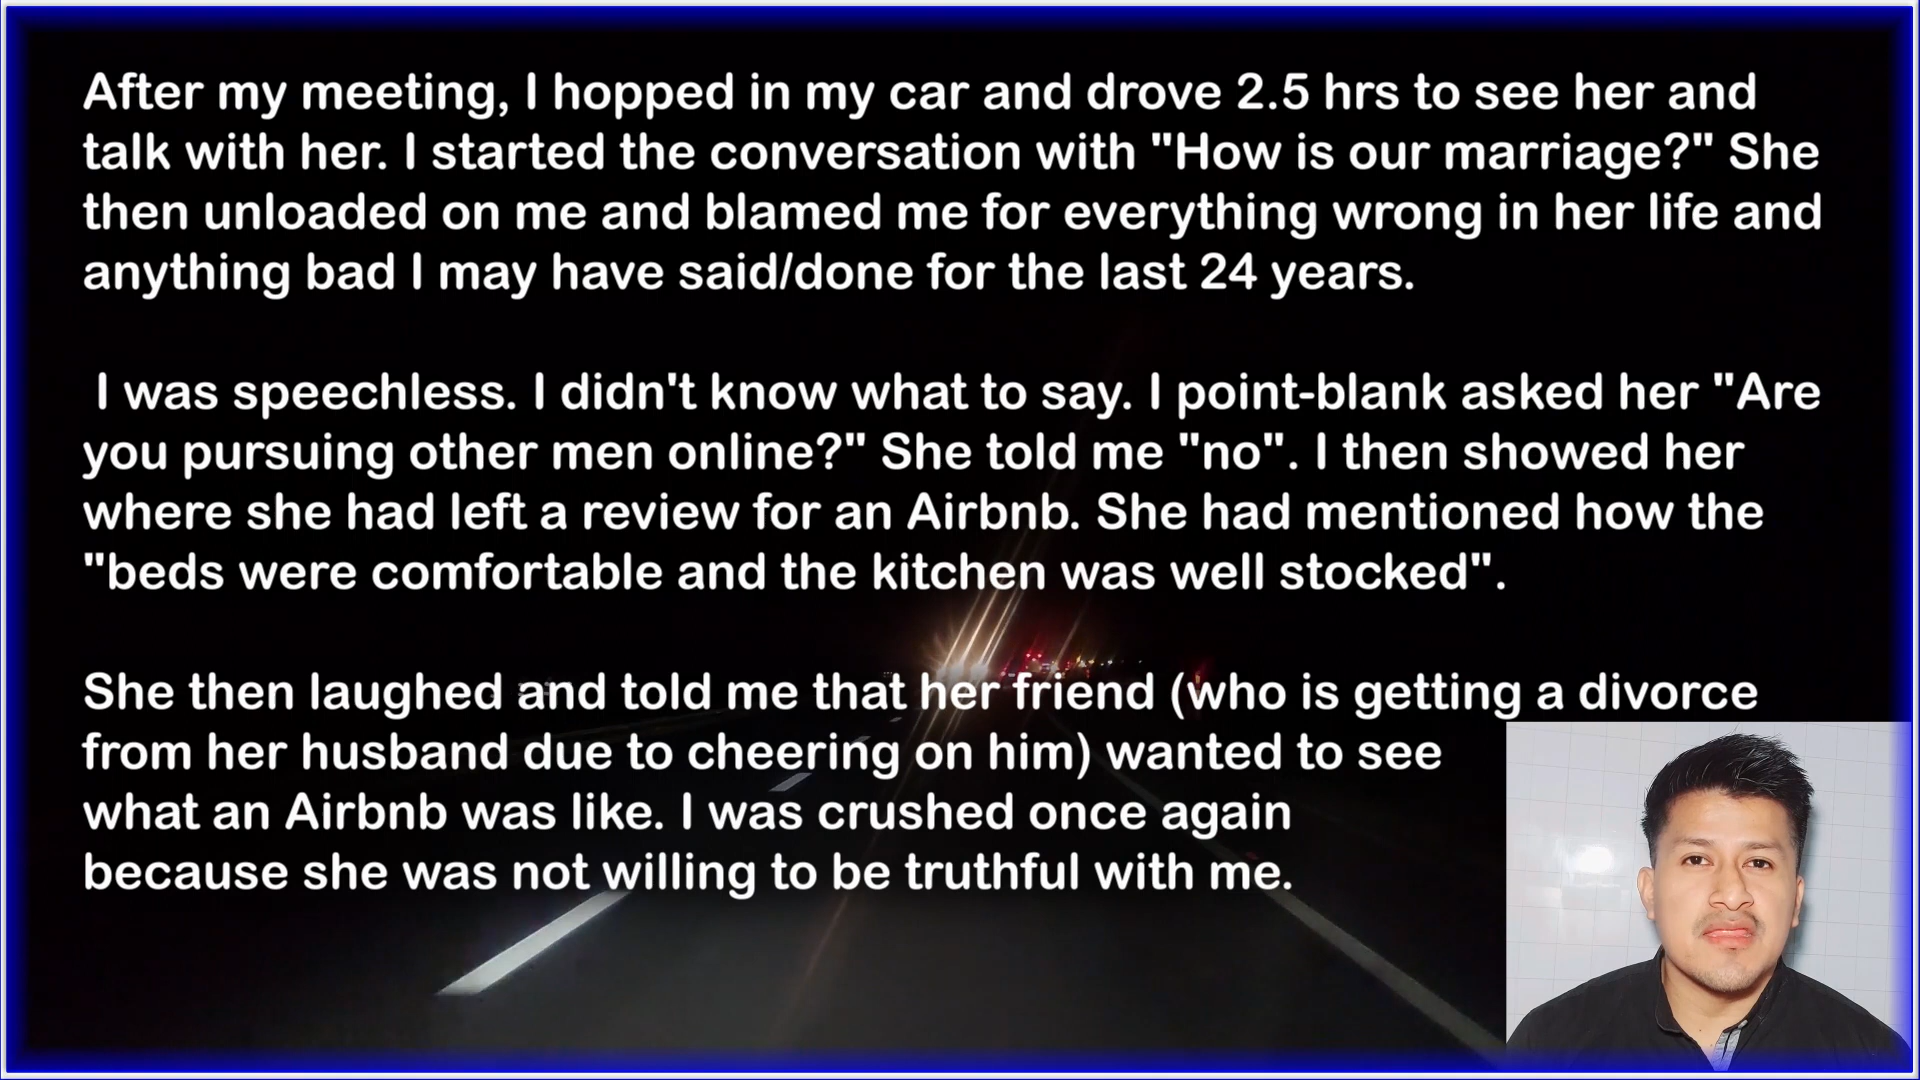 After my meeting, I hopped in my car and drove 2.5 hrs to see her and
talk with her. I started the conversation with "How is our marriage?" She
then unloaded on me and blamed me for everything wrong in her life and
anything bad I may have said/done for the last 24 years.
I was speechless. I didn't know what to say. I point-blank asked her "Are
you pursuing other men online?" She told me "no". I then showed her
where she had left a review for an Airbnb. She had mentioned how the
"beds were comfortable and the kitchen was well stocked".
She then laughed and told me that her friend (who is getting a divorce
from her husband due to cheering on him) wanted to see
what an Airbnb was like. I was crushed once again
because she was not willing to be truthful with me.